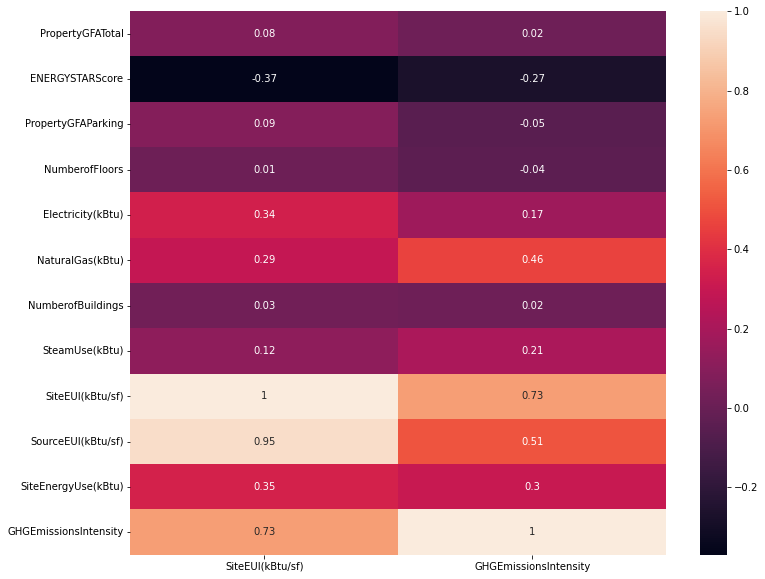 PropertyGFATotal 0.08 0.02
ENERGYSTARScore -0.37 -0.27
PropertyGFAParking 0.09 -0.05
NumberofFloors 0.01 -0.04
Electricity(kBtu) 0.34 0.17
NaturalGas(kBtu) 0.29 0.46
NumberofBuildings 0.03 0.02
SteamUse(kBtu) 0.12 0.21
SiteEUI(kBtu/sf) 1 0.73
SourceEUI(kBtu/sf) 0.95 0.51
SiteEnergyUse(kBtu) 0.35 0.3
GHGEmissionsIntensity 0.73 1
SiteEUI(kBtu/sf) GHGEmissionsIntensity
1.0
0.8
0.6
0.4
0.2
0.0
−0.2